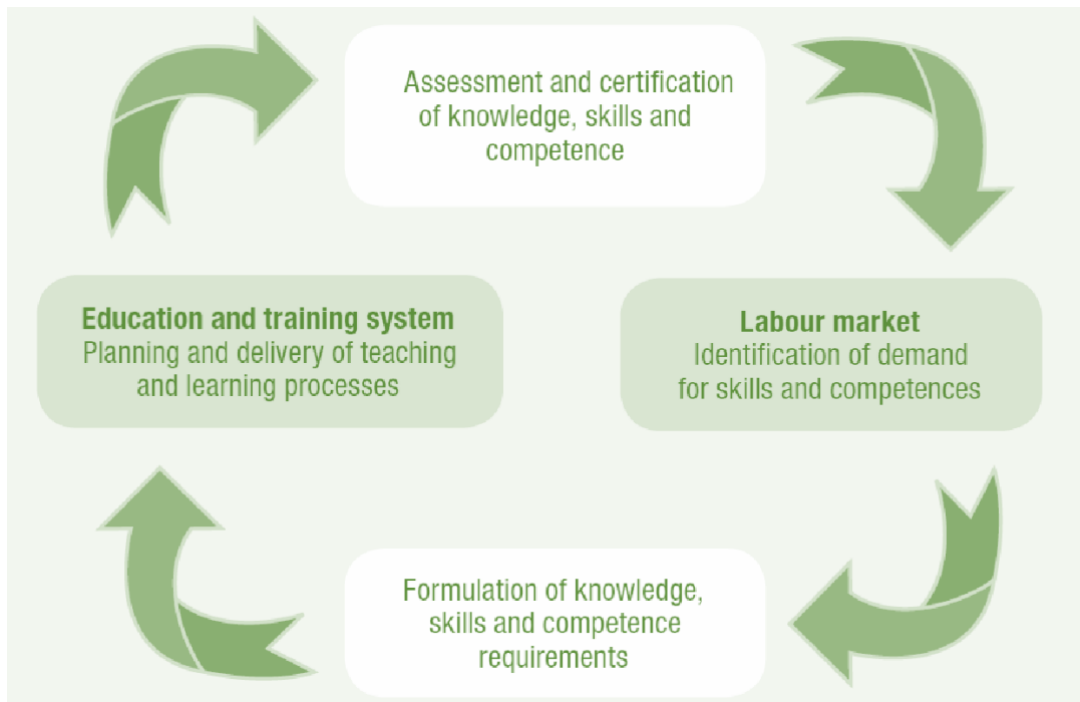 Assessment and certification
of knowledge, skills and
competence
Education and training system
Planning and delivery of teaching
and learning processes
Labour market
Identification of demand
for skills and competences
Formulation of knowledge,
skills and competence
requirements